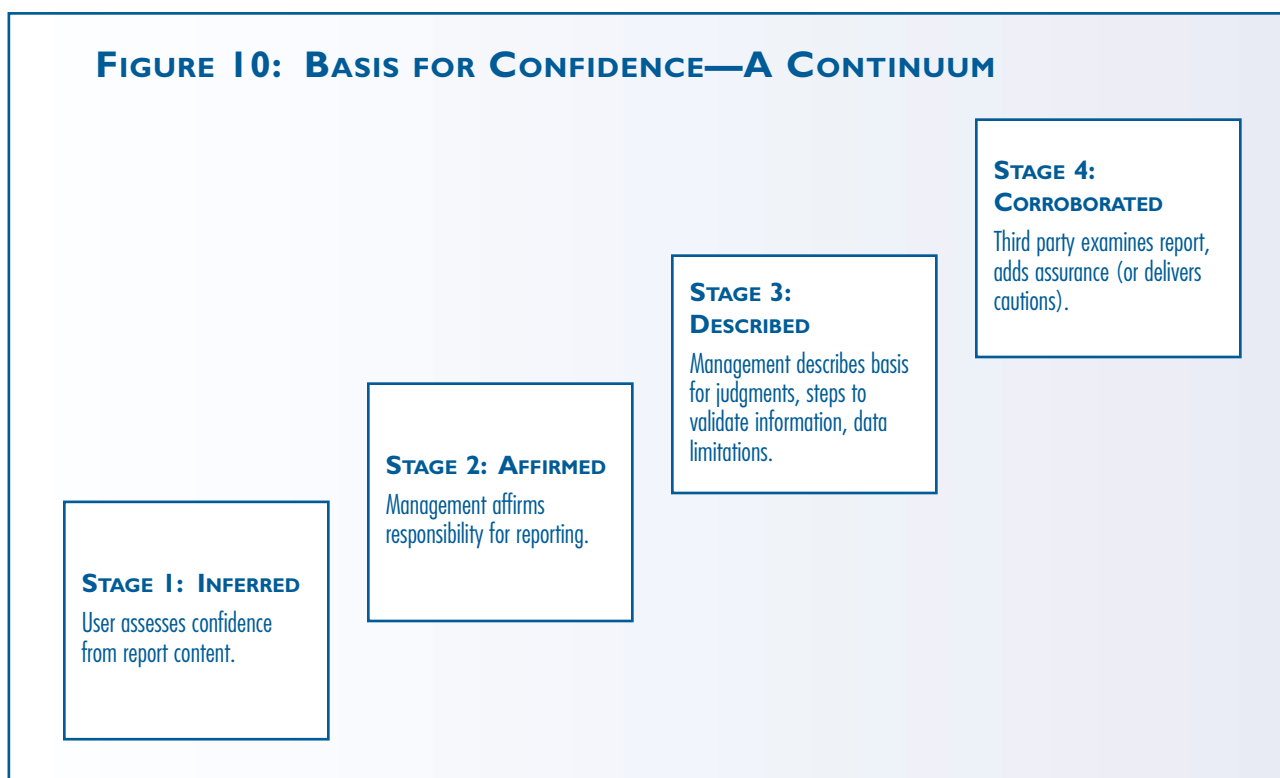 FIGURE 10: BASIS FOR CONFIDENCE—A CONTINUUM
STAGE 1: INFERRED
User assesses confidence
from report content.
STAGE 2: AFFIRMED
Management affirms
responsibility for reporting.
STAGE 3:
DESCRIBED
Management describes basis
for judgments, steps to
validate information, data
limitations.
STAGE 4:
CORROBORATED
Third party examines report,
adds assurance (or delivers
cautions).